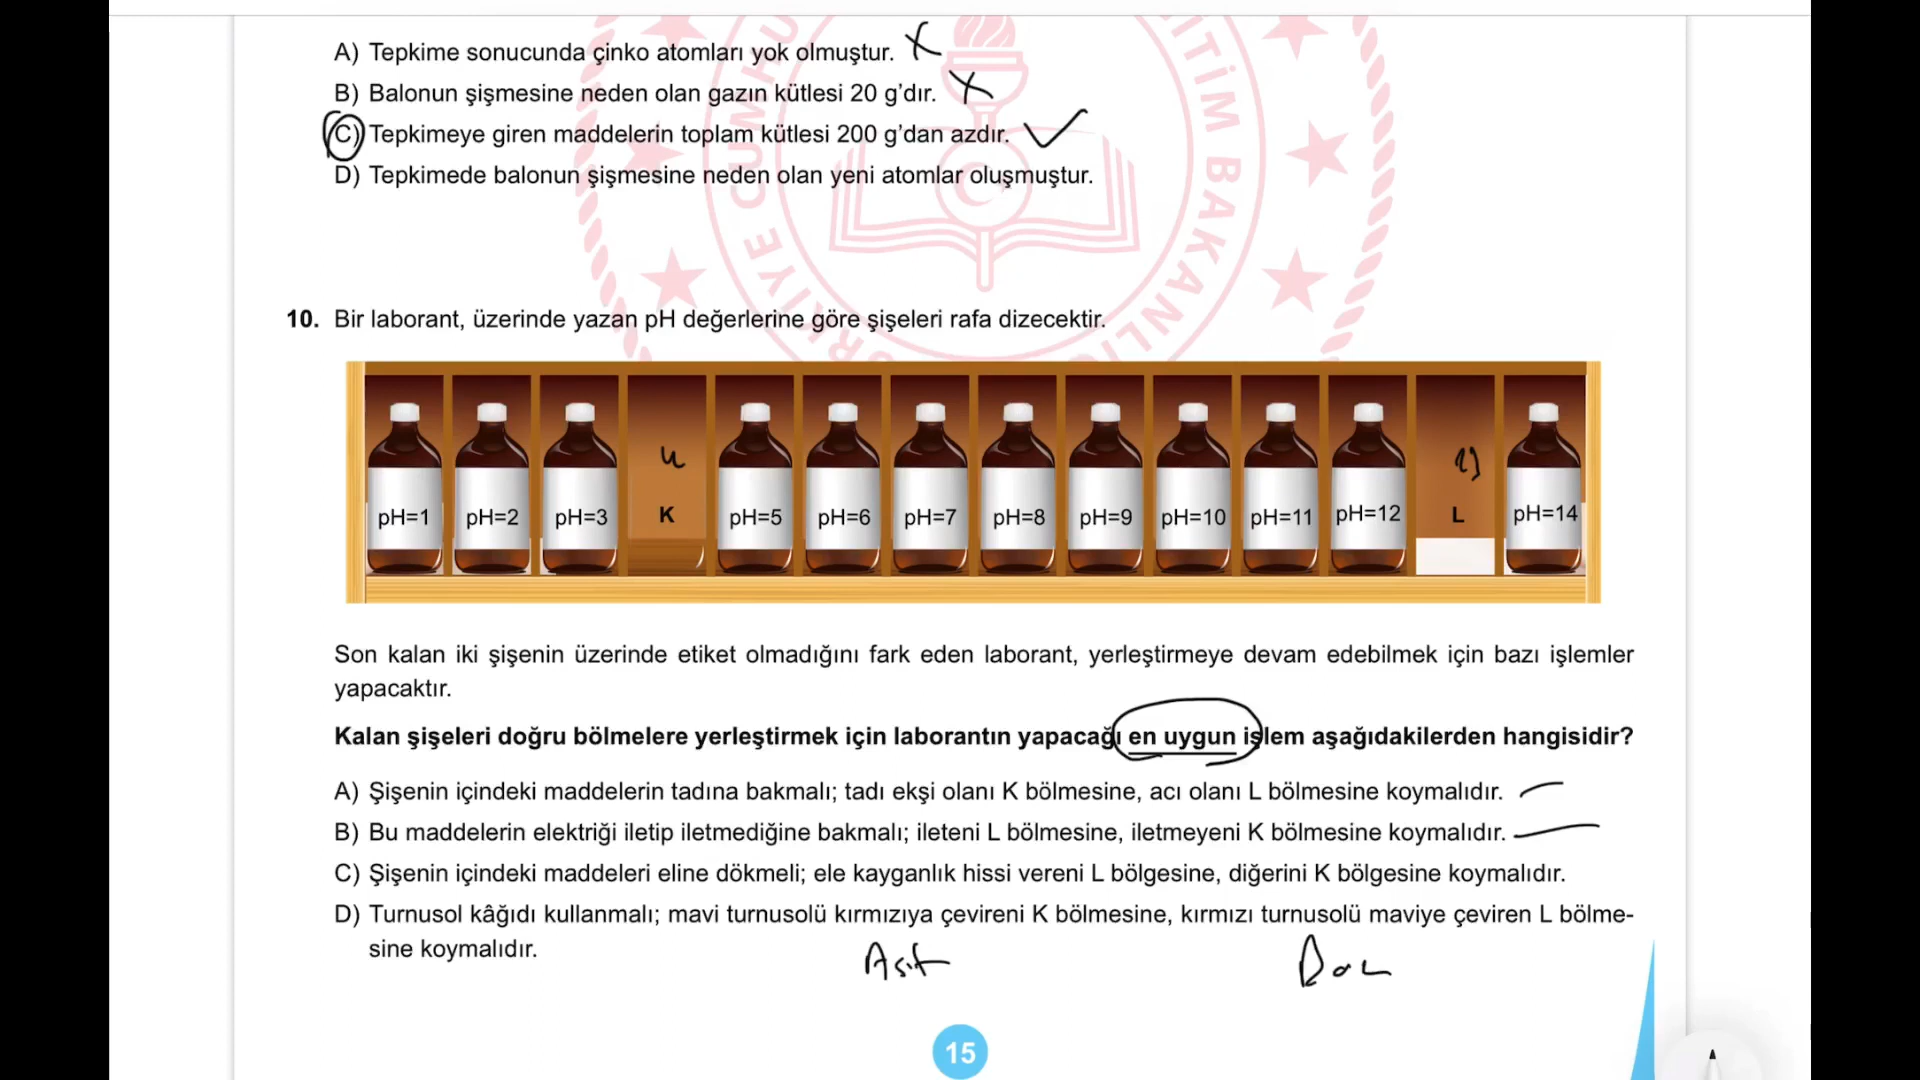 A) Tepkime sonucunda çinko atomları yok olmuştur.
B) Balonun şişmesine neden olan gazın kütlesi 20 g'dır.
C) Tepkimeye giren maddelerin toplam kütlesi 200 g'dan azdır.
D) Tepkimede balonun şişmesine neden olan yeni atomlar oluşmuştur.
10. Bir laborant, üzerinde yazan pH değerlerine göre şişeleri rafa dizecektir.
4
pH=1 pH=2 pH=3 K pH=5 pH=6 pH=7 pH=8 pH=9 pH=10 pH=11 pH=12 L pH=14
Son kalan iki şişenin üzerinde etiket olmadığını fark eden laborant, yerleştirmeye devam edebilmek için bazı işlemler
yapacaktır.
Kalan şişeleri doğru bölmelere yerleştirmek için laborantın yapacağı en uygun işlem aşağıdakilerden hangisidir?
A) Şişenin içindeki maddelerin tadına bakmalı; tadı ekşi olanı K bölmesine, acı olanı L bölmesine koymalıdır.
B) Bu maddelerin elektriği iletip iletmediğine bakmalı; ileteni L bölmesine, iletmeyeni K bölmesine koymalıdır.
C) Şişenin içindeki maddeleri eline dökmeli; ele kayganlık hissi vereni L bölgesine, diğerini K bölgesine koymalıdır.
D) Turnusol kâğıdı kullanmalı; mavi turnusolü kırmızıya çevireni K bölmesine, kırmızı turnusolü maviye çeviren L bölme-
sine koymalıdır.
Asit
15